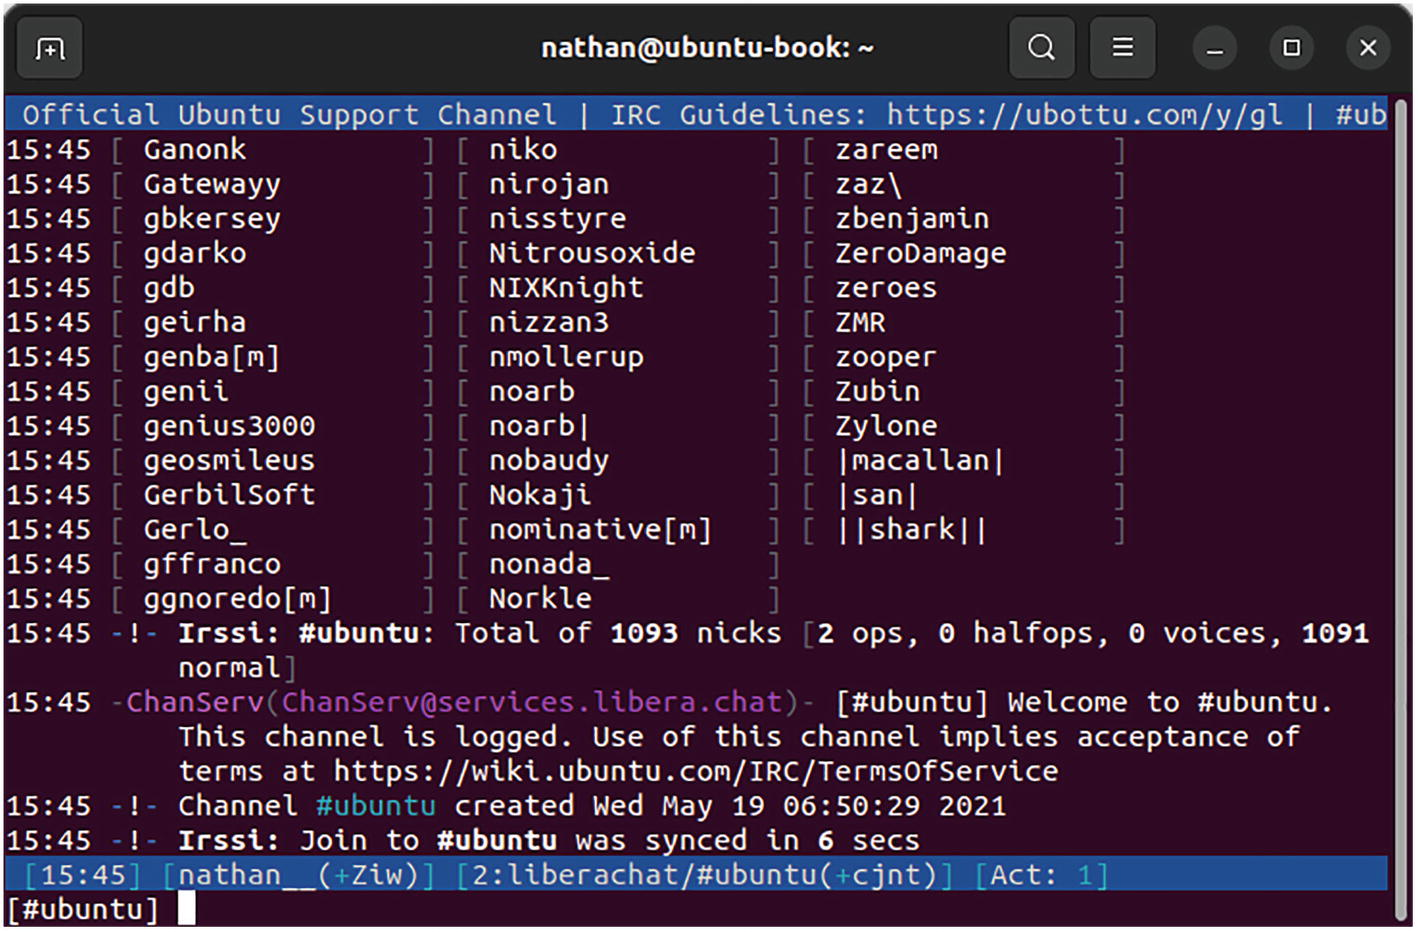 nathan@ubuntu-book: ~
Official Ubuntu Support Channel | IRC Guidelines: https://ubottu.com/y/gl | #ub
15:45 [ Ganonk ] [ niko ] [ zareem ]
15:45 [ Gatewayy ] [ nirojan ] [ zaz\ ]
15:45 [ gbkersey ] [ nisstyre ] [ zbenjamin ]
15:45 [ gdarko ] [ Nitrousoxide ] [ ZeroDamage ]
15:45 [ gdb ] [ NIXKnight ] [ zeroes ]
15:45 [ geirha ] [ nizzan3 ] [ ZMR ]
15:45 [ genba[m] ] [ nmollerup ] [ zooper ]
15:45 [ genii ] [ noarb ] [ Zubin ]
15:45 [ genius3000 ] [ noarb| ] [ Zylone ]
15:45 [ geosmileus ] [ nobaudy ] [ |macallan| ]
15:45 [ GerbilSoft ] [ Nokaji ] [ |san| ]
15:45 [ Gerlo_ ] [ nominative[m] ] [ ||shark|| ]
15:45 [ gffranco ] [ nonada_ ]
15:45 [ ggnoredo[m] ] [ Norkle ]
15:45 -!- Irssi: #ubuntu: Total of 1093 nicks [2 ops, 0 halfops, 0 voices, 1091
normal]
15:45 -ChanServ(ChanServ@services.libera.chat)- [#ubuntu] Welcome to #ubuntu.
This channel is logged. Use of this channel implies acceptance of
terms at https://wiki.ubuntu.com/IRC/TermsOfService
15:45 -!- Channel #ubuntu created Wed May 19 06:50:29 2021
15:45 -!- Irssi: Join to #ubuntu was synced in 6 secs
[15:45] [nathan__(+Ziw)] [2:liberachat/#ubuntu(+cjnt)] [Act: 1]
[#ubuntu]